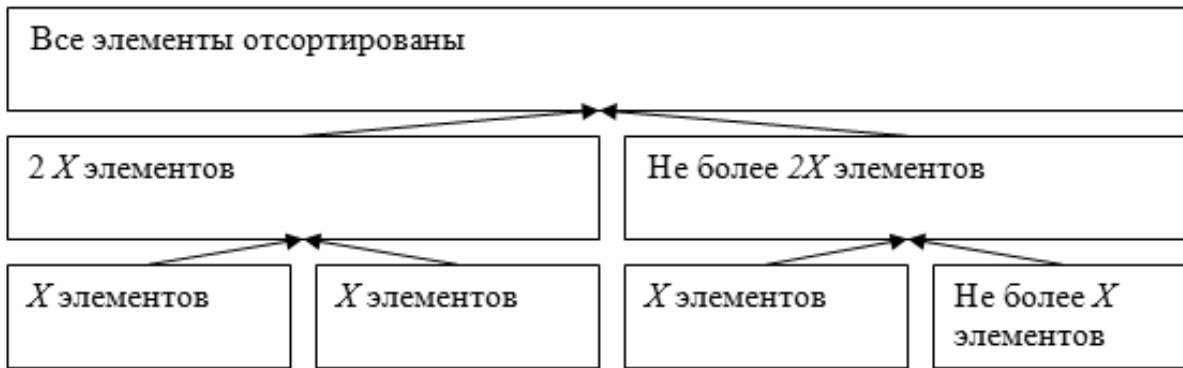 Все элементы отсортированы
2 X элементов
Не более 2X элементов
X элементов
X элементов
X элементов
Не более X
элементов